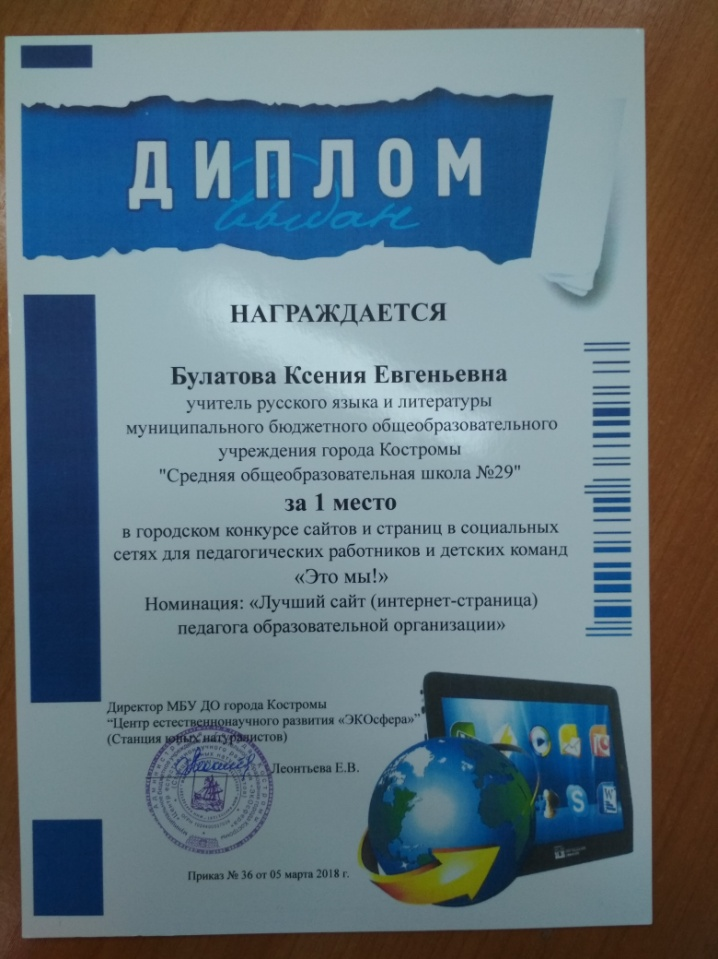 ДИПЛОМ
НАГРАЖДАЕТСЯ
Булатова Ксения Евгеньевна
учитель русского языка и литературы
муниципального бюджетного общеобразовательного
учреждения города Костромы
"Средняя общеобразовательная школа №29"
за 1 место
в городском конкурсе сайтов и страниц в социальных
сетях для педагогических работников и детских команд
«Это мы!»
Номинация: «Лучший сайт (интернет-страница)
педагога образовательной организации»
Директор МБУ ДО города Костромы
“Центр естественнонаучного развития «ЭКОсфера»”
(Станция юных натуралистов)
Леонтьева Е.В.
Приказ № 36 от 05 марта 2018 г.